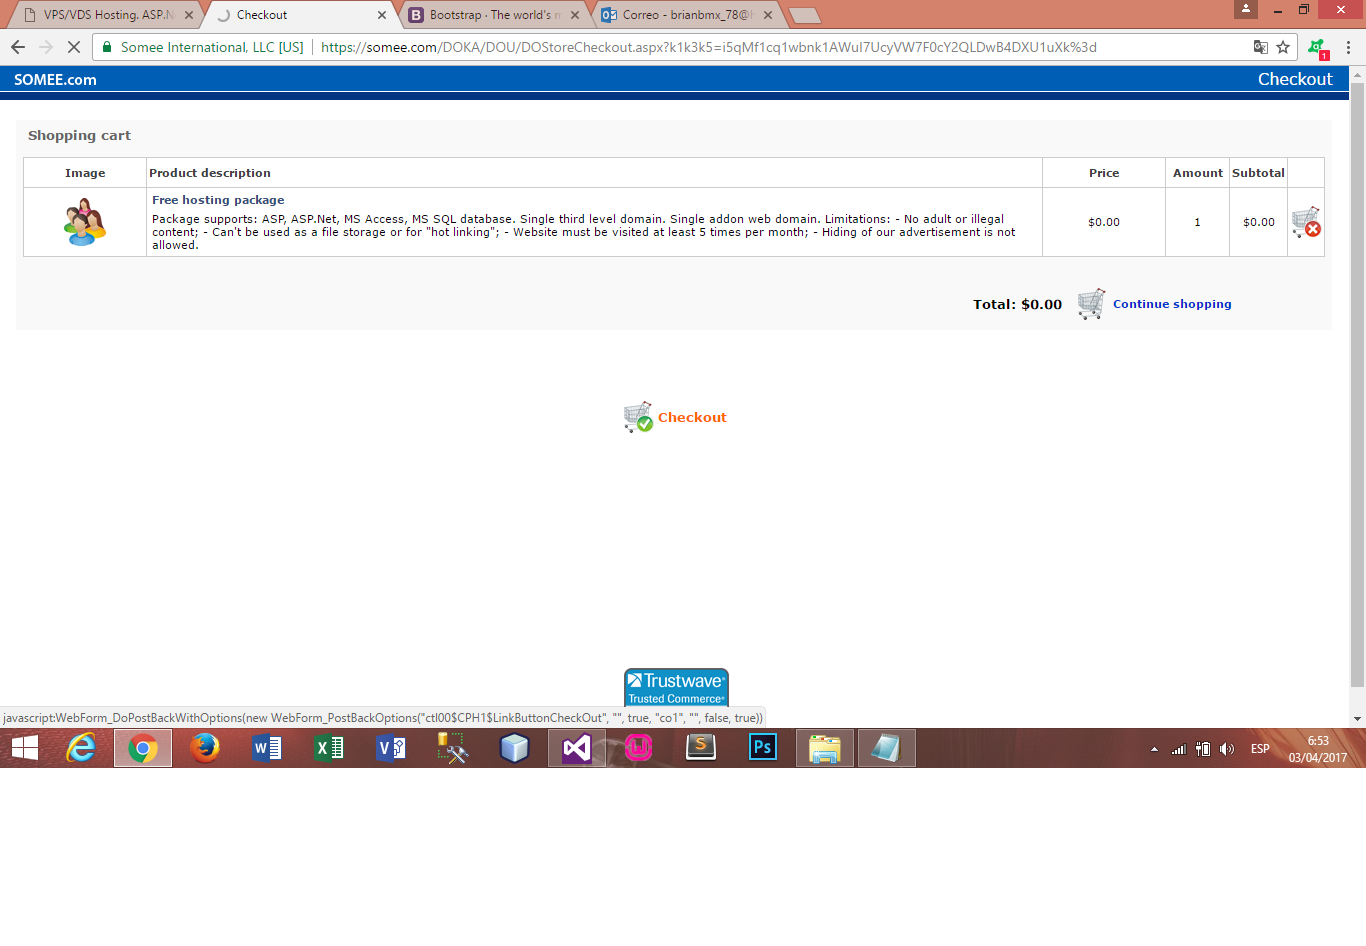 VPS/VDS Hosting. ASP.N
Checkout
Bootstrap · The world's m
Correo - brianbmx_78@h
Somee International, LLC [US]
https://somee.com/DOKA/DOU/DOStoreCheckout.aspx?k1k3k5=i5qMf1cq1wbnk1AWuI7UcyVW7F0cY2QLDwB4DXU1uXk%3d
1
SOMEE.com
Checkout
Shopping cart
Image Product description Price Amount Subtotal
Free hosting package
Package supports: ASP, ASP.Net, MS Access, MS SQL database. Single third level domain. Single addon web domain. Limitations: - No adult or illegal
content; - Can't be used as a file storage or for "hot linking"; - Website must be visited at least 5 times per month; - Hiding of our advertisement is not
allowed.
$0.00 1 $0.00
Total: $0.00 Continue shopping
Checkout
Trustwave
Trusted Commerce
javascript:WebForm_DoPostBackWithOptions(new WebForm_PostBackOptions("ctl00$CPH1$LinkButtonCheckOut", "", true, "co1", "", false, true))
ESP
6:53
03/04/2017